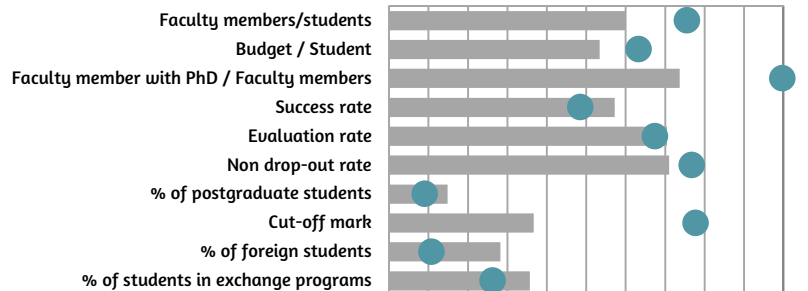 Faculty members/students
Budget / Student
Faculty member with PhD / Faculty members
Success rate
Evaluation rate
Non drop-out rate
% of postgraduate students
Cut-off mark
% of foreign students
% of students in exchange programs